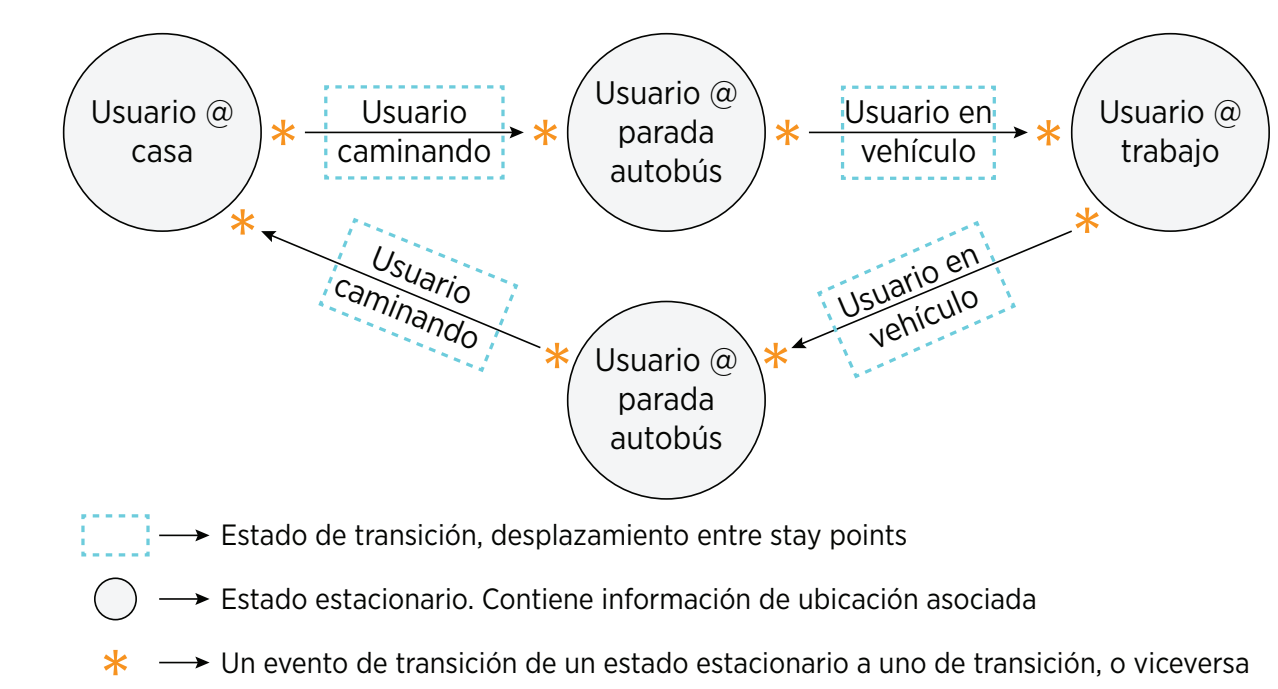 Usuario @
casa
Usuario
caminando
Usuario @
parada
autobús
Usuario en
vehículo
Usuario @
trabajo
Usuario
caminando
Usuario en
vehículo
Usuario @
parada
autobús
Estado de transición, desplazamiento entre stay points
Estado estacionario. Contiene información de ubicación asociada
Un evento de transición de un estado estacionario a uno de transición, o viceversa